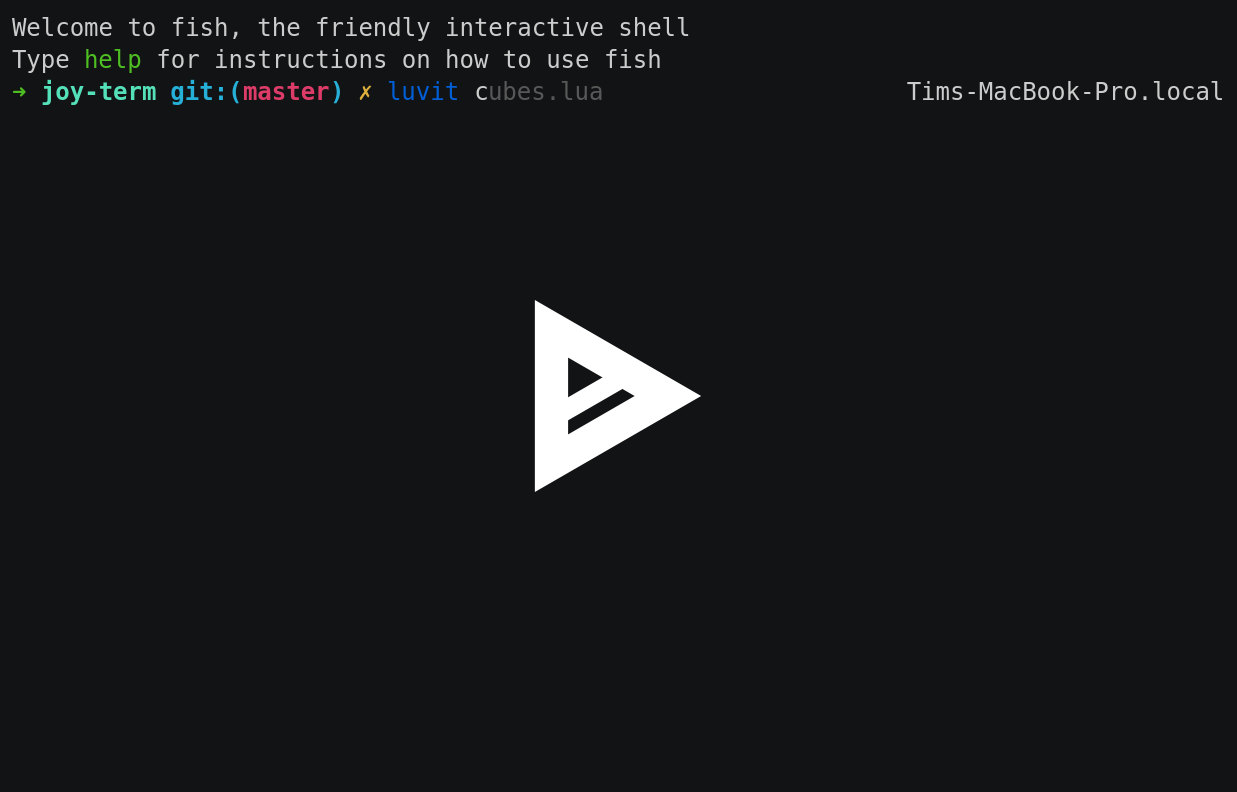 Welcome to fish, the friendly interactive shell
Type help for instructions on how to use fish
➜ joy-term git:(master) ✗ luvit cubes.lua Tims-MacBook-Pro.local